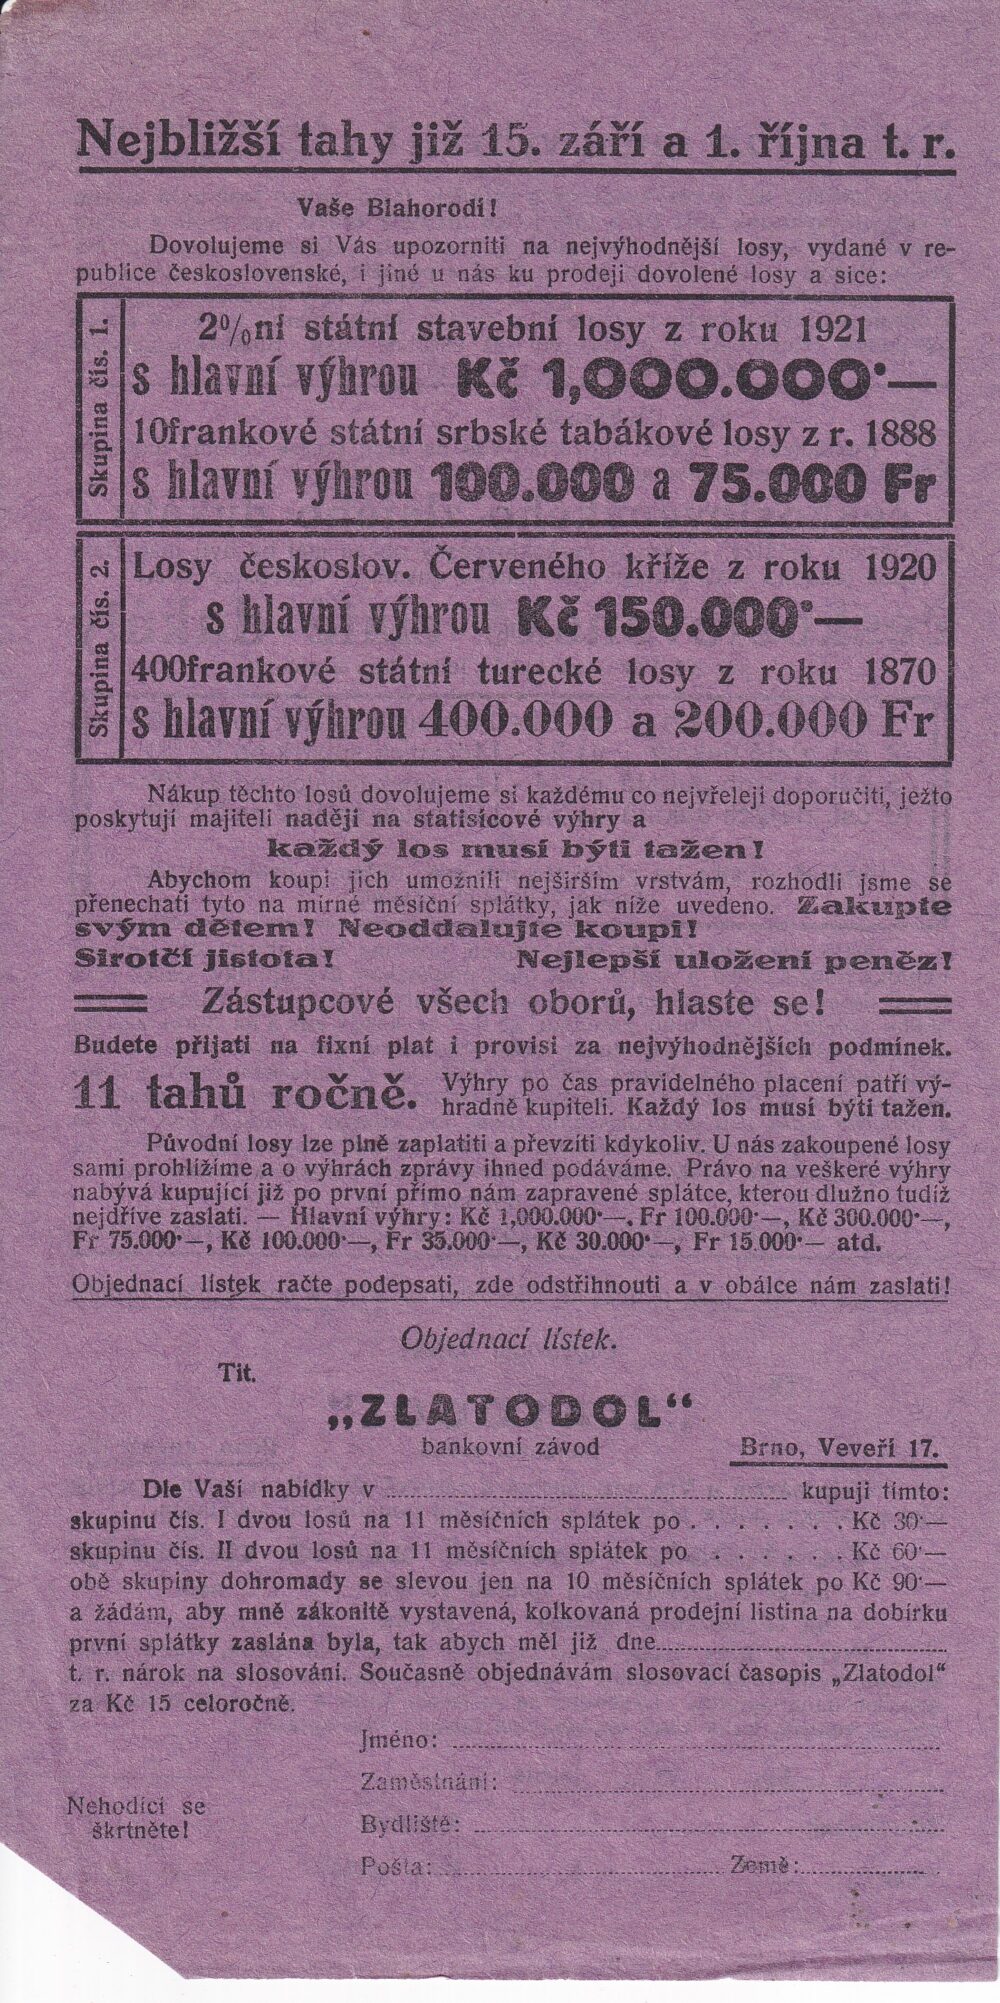 Nejbližší tahy již 15. září a 1. října t. r.
Vaše Blahorodí!
Dovolujeme si Vás upozorniti na nejvýhodnější losy, vydané v re-
publice československé, i jiné u nás ku prodeji dovolené losy a sice:
Skupina čís. 1.
2%ní státní stavební losy z roku 1921
s hlavní výhrou Kč 1,000.000·—
10frankové státní srbské tabákové losy z r. 1888
s hlavní výhrou 100.000 a 75.000 Fr
Skupina čís. 2.
Losy českoslov. Červeného kříže z roku 1920
s hlavní výhrou Kč 150.000·—
400frankové státní turecké losy z roku 1870
s hlavní výhrou 400.000 a 200.000 Fr
Nákup těchto losů dovolujeme si každému co nejvřeleji doporučiti, ježto
poskytují majiteli naději na statisícové výhry a
každý los musí býti tažen!
Abychom koupi jich umožnili nejširším vrstvám, rozhodli jsme se
přenechati tyto na mírné měsíční splátky, jak níže uvedeno. Zakupte
svým dětem! Neoddalujte koupi!
Sirotčí jistota! Nejlepší uložení peněz!
Zástupcové všech oborů, hlaste se!
Budete přijati na fixní plat i provisi za nejvýhodnějších podmínek.
11 tahů ročně. Výhry po čas pravidelného placení patří vý-
hradně kupiteli. Každý los musí býti tažen.
Původní losy lze plně zaplatiti a převzíti kdykoliv. U nás zakoupené losy
sami prohlížíme a o výhrách zprávy ihned podáváme. Právo na veškeré výhry
nabývá kupující již po první přímo nám zapravené splátce, kterou dlužno tudíž
nejdříve zaslati. — Hlavní výhry: Kč 1,000.000·—, Fr 100.000·—, Kč 300.000·—,
Fr 75.000·—, Kč 100.000·—, Fr 35.000·—, Kč 30.000·—, Fr 15.000·— atd.
Objednací lístek račte podepsati, zde odstřihnouti a v obálce nám zaslati!
Objednací lístek.
Tit.
„ZLATODOL“
bankovní závod Brno, Veveří 17.
Dle Vaší nabídky v ........ kupuji tímto:
skupinu čís. I dvou losů na 11 měsíčních splátek po . . . . . . . Kč 30·—
skupinu čís. II dvou losů na 11 měsíčních splátek po . . . . . . Kč 60·—
obě skupiny dohromady se slevou jen na 10 měsíčních splátek po Kč 90·—
a žádám, aby mně zákonitě vystavená, kolkovaná prodejní listina na dobírku
první splátky zaslána byla, tak abych měl již dne........
t. r. nárok na slosování. Současně objednávám slosovací časopis „Zlatodol“
za Kč 15 celoročně.
Jméno: ........
Zaměstnání: ........
Nehodící se
škrtněte!
Bydliště: ........
Pošta: ........ Země: ........